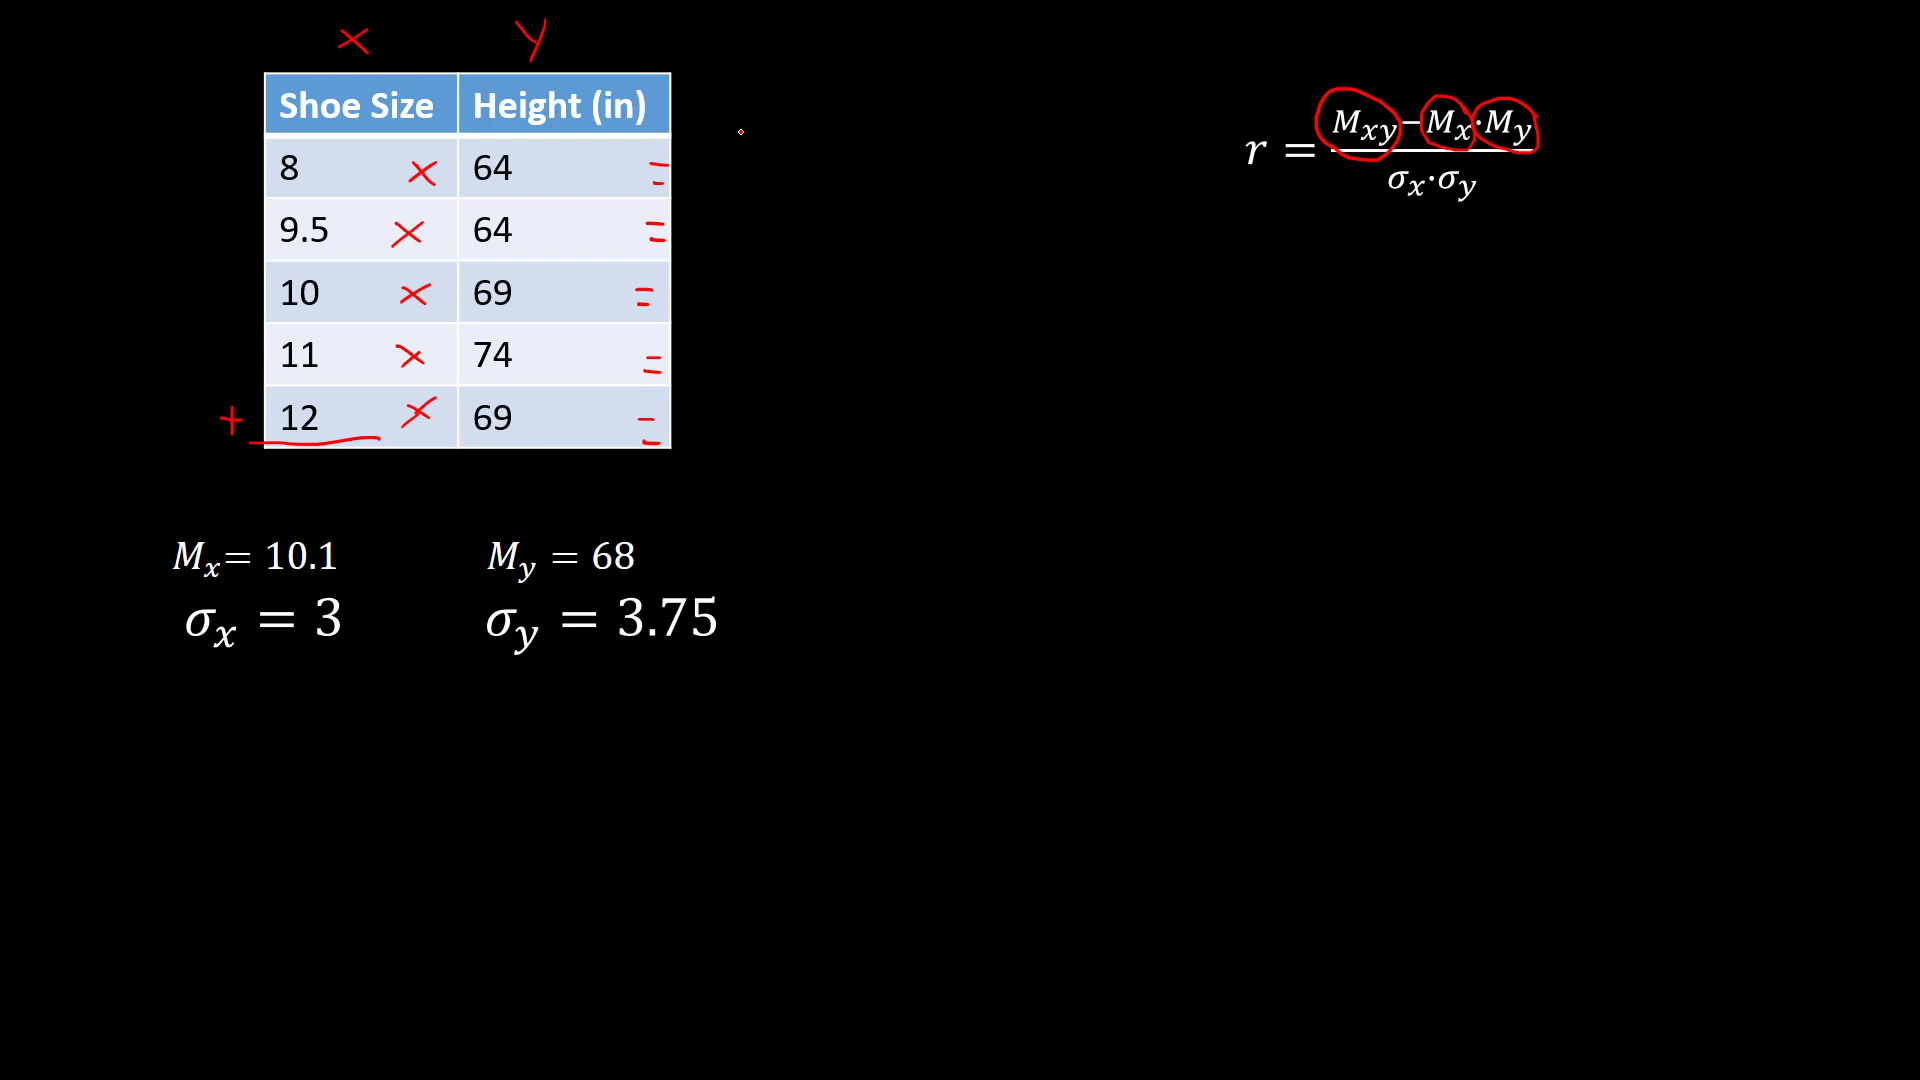 x y
Shoe Size Height (in)
8 × 64 =
9.5 × 64 =
10 × 69 =
11 × 74 =
+ 12 × 69 =
r = (M_xy − M_x · M_y) / (σ_x · σ_y)
M_x = 10.1 M_y = 68
σ_x = 3 σ_y = 3.75